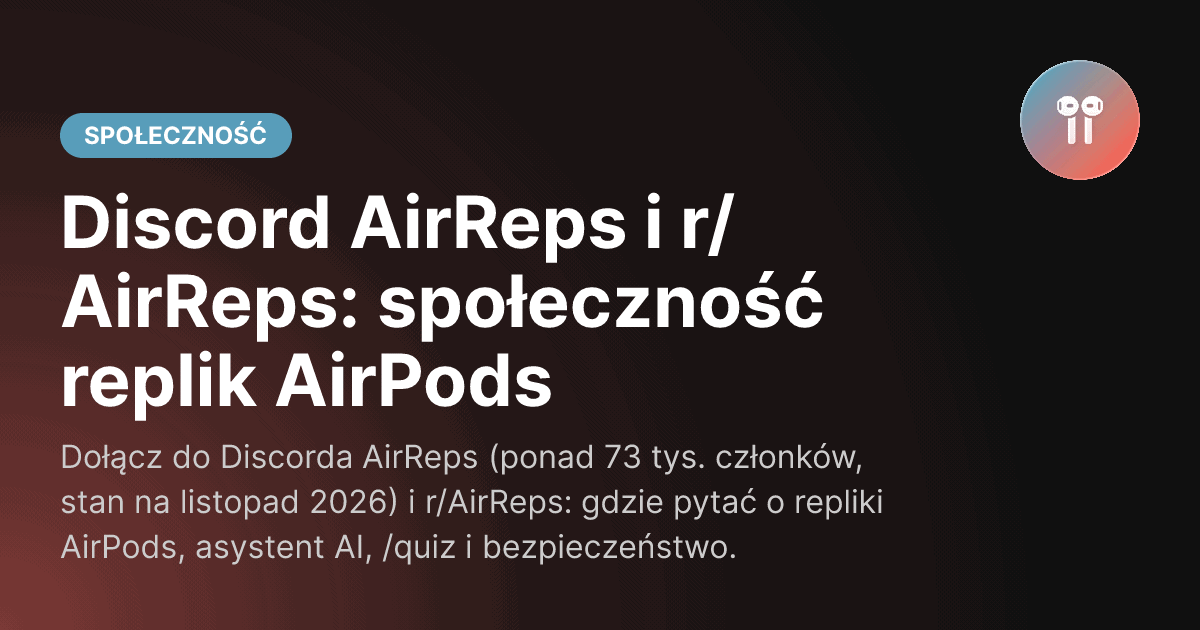 SPOŁECZNOŚĆ
Discord AirReps i r/
AirReps: społeczność
replik AirPods
Dołącz do Discorda AirReps (ponad 73 tys. członków,
stan na listopad 2026) i r/AirReps: gdzie pytać o repliki
AirPods, asystent AI, /quiz i bezpieczeństwo.